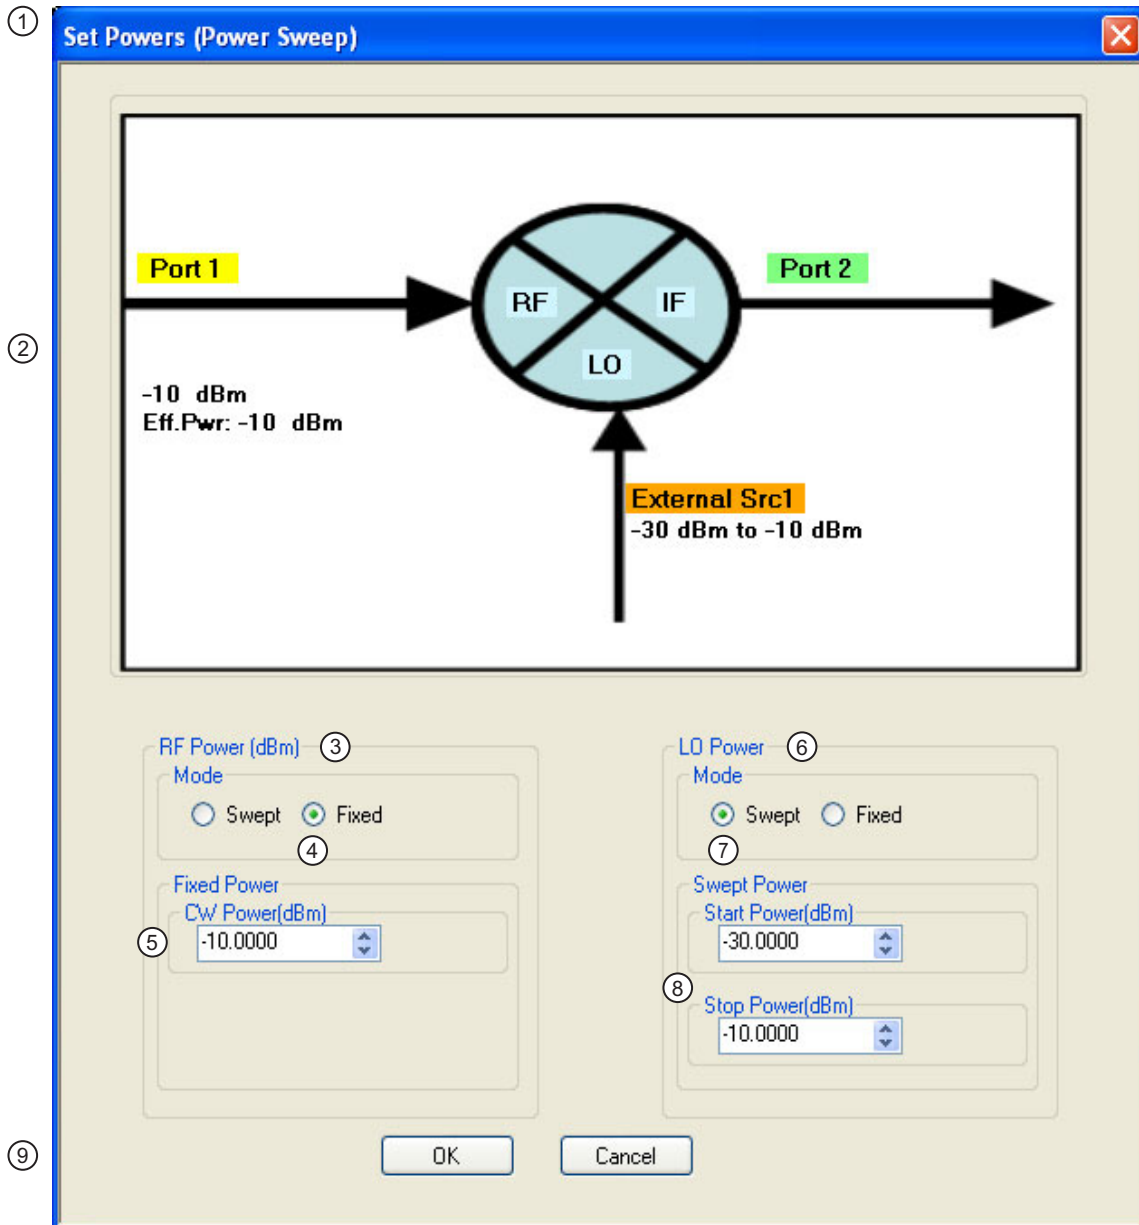 ①
Set Powers (Power Sweep)
Port 1
Port 2
RF
IF
LO
②
-10 dBm
Eff.Pwr: -10 dBm
External Src1
-30 dBm to -10 dBm
RF Power (dBm) ③
Mode
Swept Fixed
④
Fixed Power
CW Power(dBm)
⑤ -10.0000
LO Power ⑥
Mode
Swept Fixed
⑦
Swept Power
Start Power(dBm)
-30.0000
⑧
Stop Power(dBm)
-10.0000
⑨
OK
Cancel